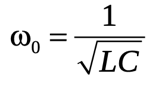 ω₀ = 1/√LC